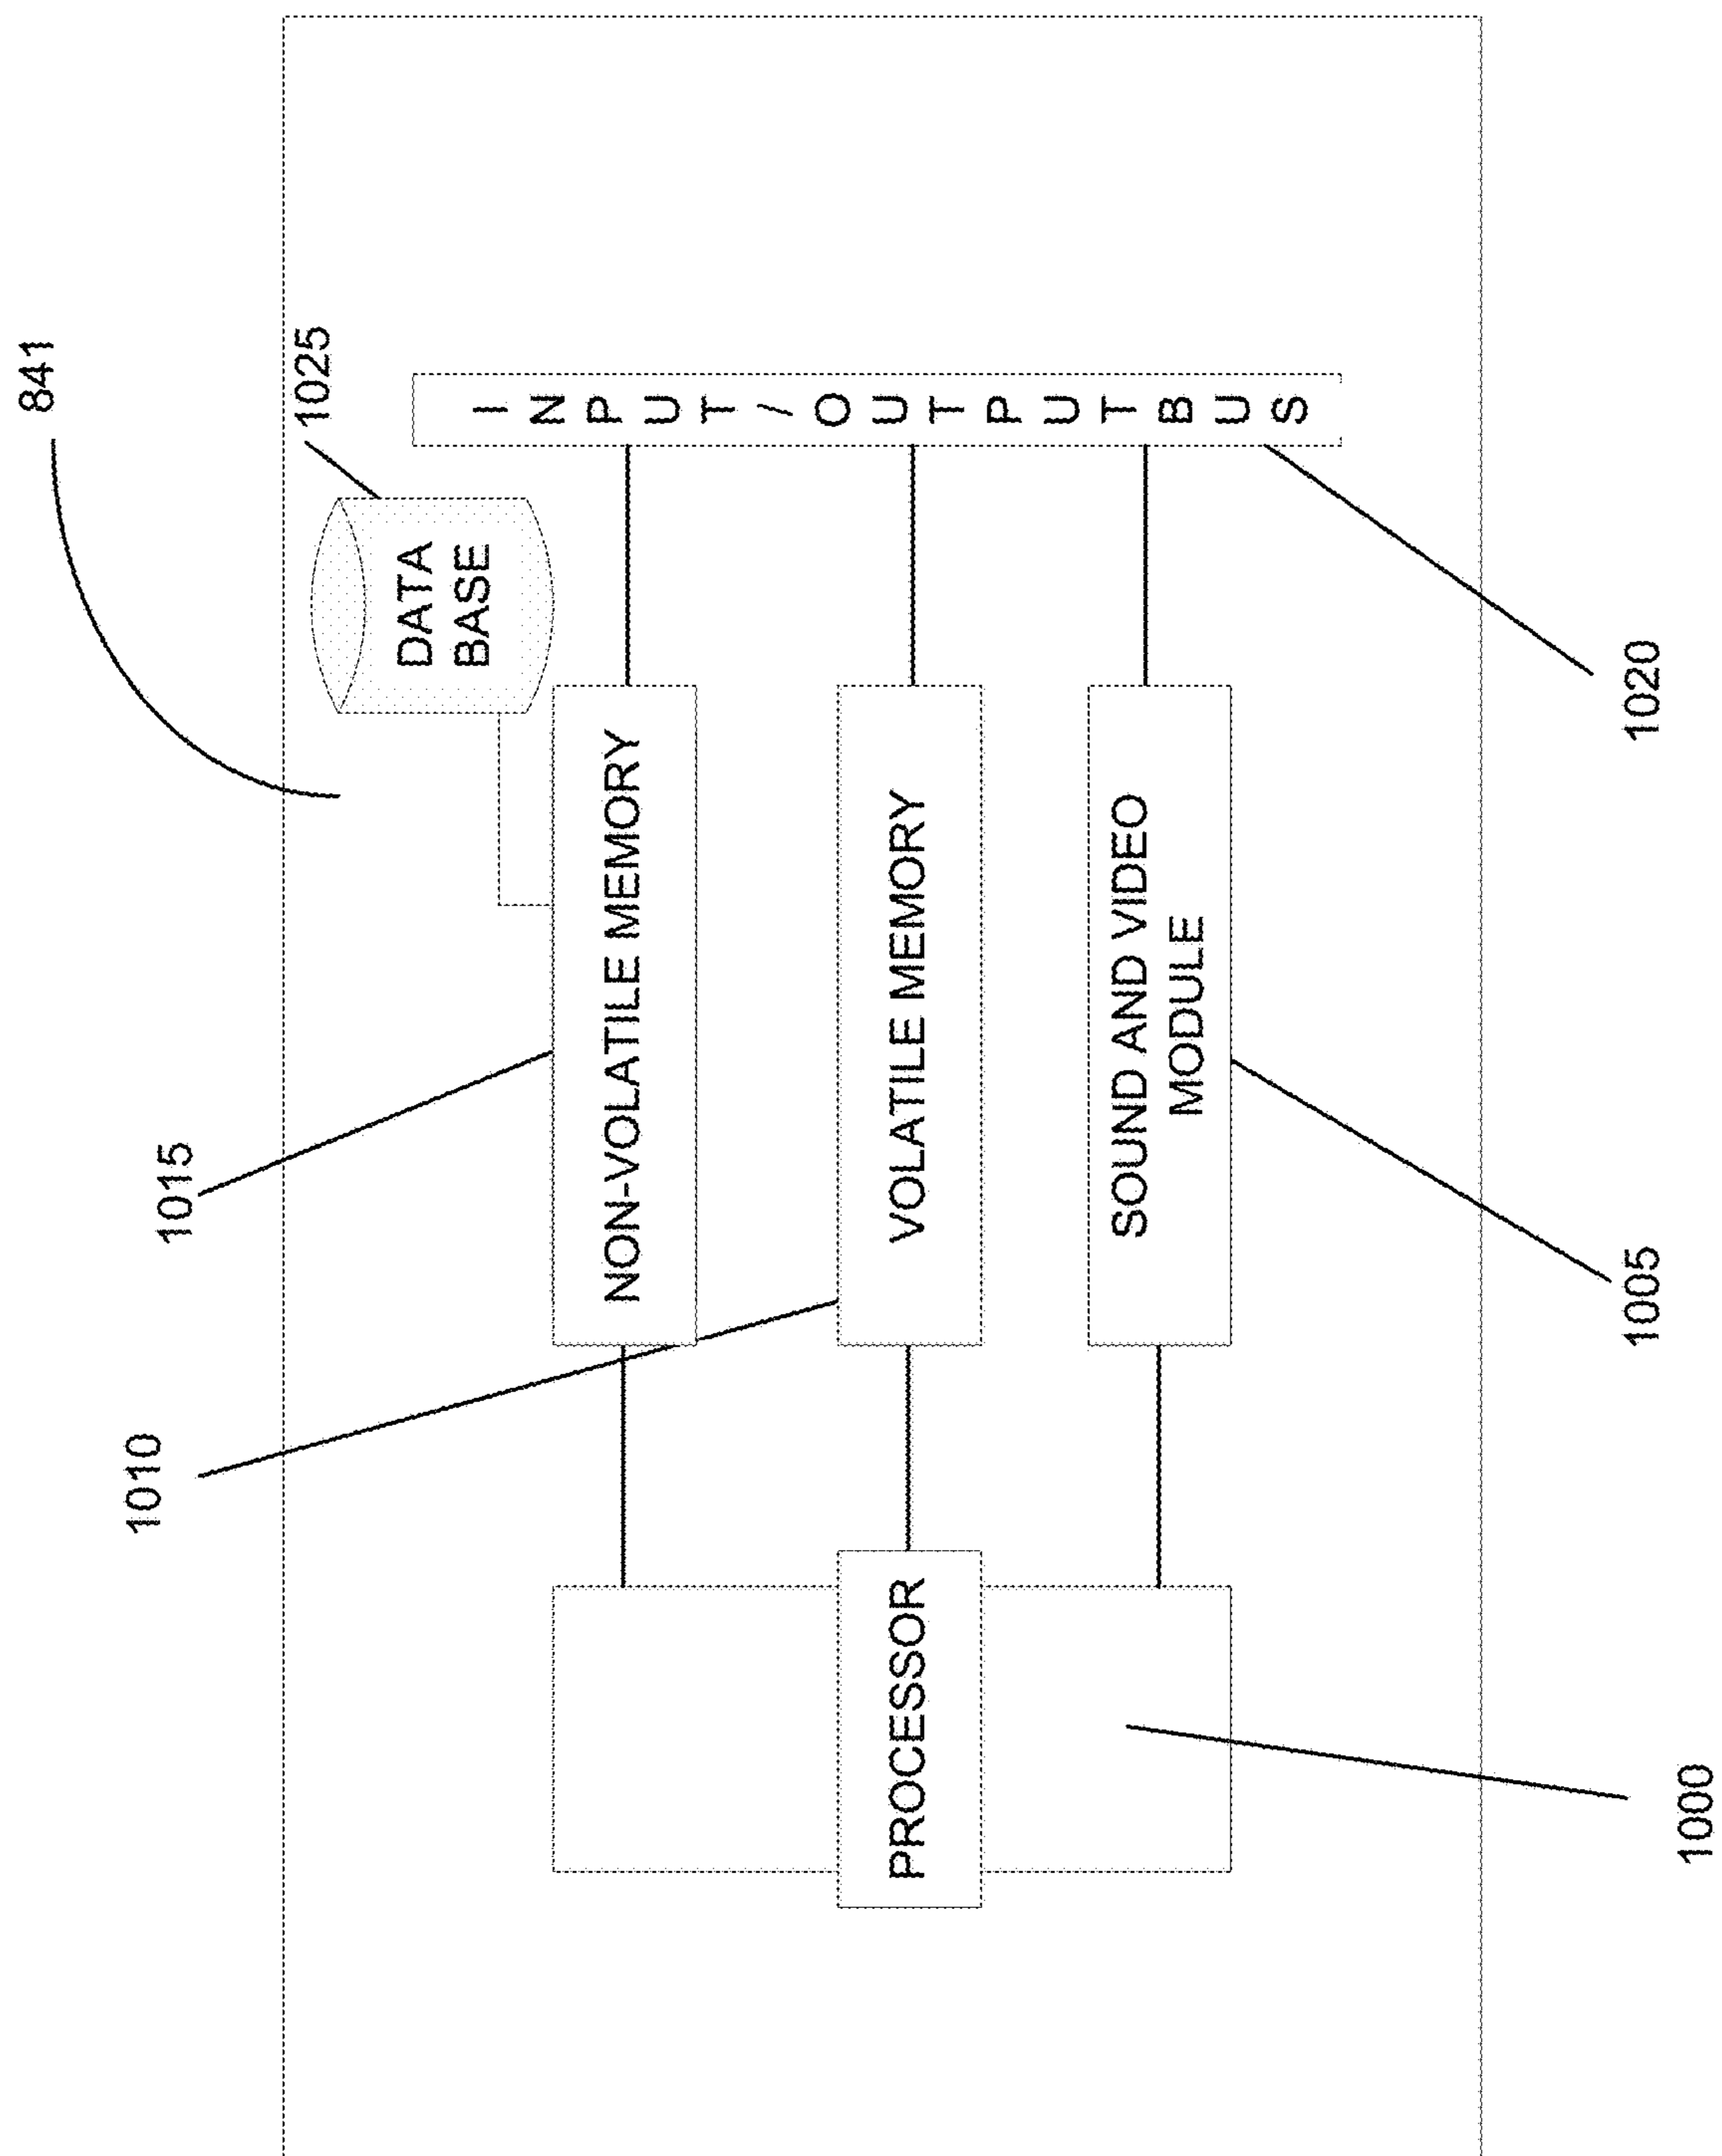 841
1010
1015
1025
DATA
BASE
INPUT/OUTPUT BUS
NON-VOLATILE MEMORY
PROCESSOR
VOLATILE MEMORY
SOUND AND VIDEO
MODULE
1005
1020
1000